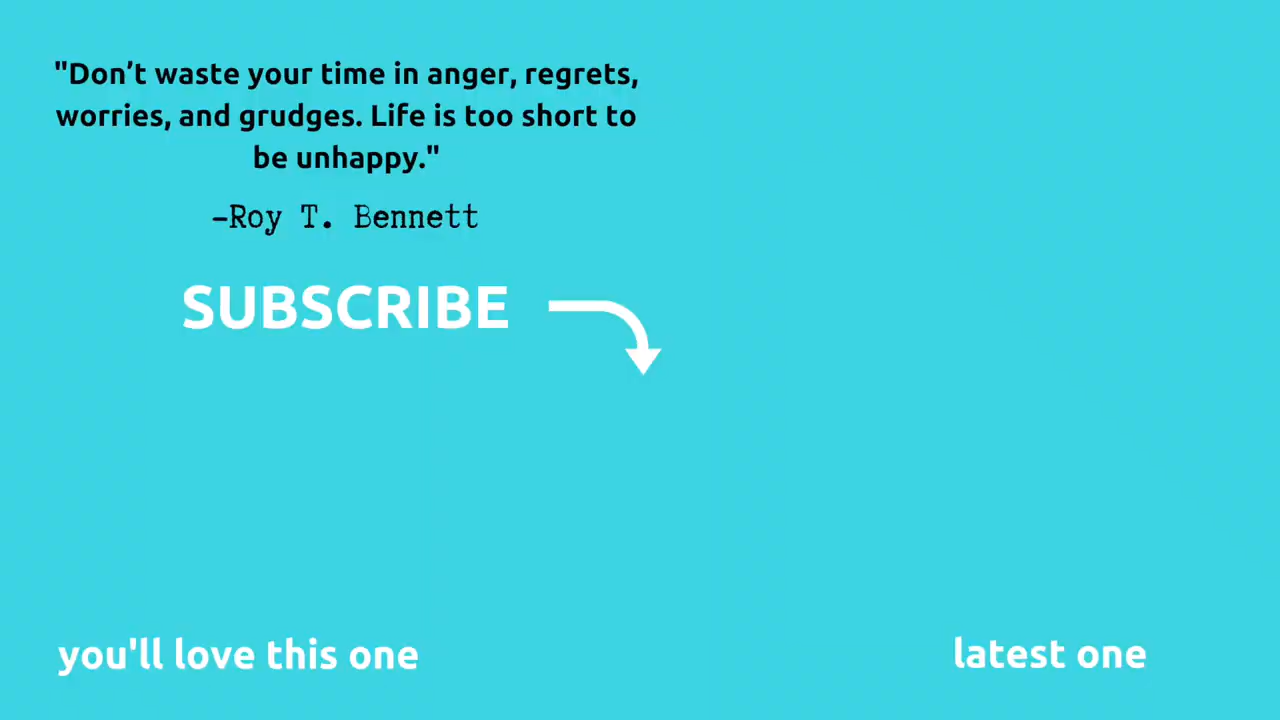 "Don’t waste your time in anger, regrets,
worries, and grudges. Life is too short to
be unhappy."
-Roy T. Bennett
SUBSCRIBE
you'll love this one
latest one